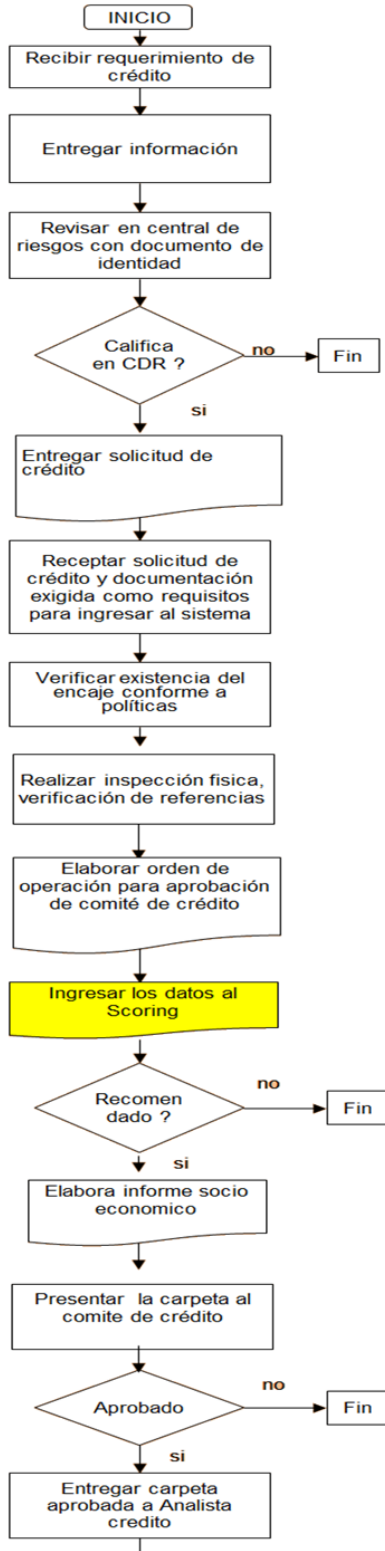 INICIO
Recibir requerimiento de
crédito
Entregar información
Revisar en central de
riesgos con documento de
identidad
Califica
en CDR ?
no
Fin
si
Entregar solicitud de
crédito
Receptar solicitud de
crédito y documentación
exigida como requisitos
para ingresar al sistema
Verificar existencia del
encaje conforme a
políticas
Realizar inspección fisica,
verificación de referencias
Elaborar orden de
operación para aprobación
de comité de crédito
Ingresar los datos al
Scoring
Recomen
dado ?
no
Fin
si
Elabora informe socio
economico
Presentar la carpeta al
comite de crédito
Aprobado
no
Fin
si
Entregar carpeta
aprobada a Analista
credito